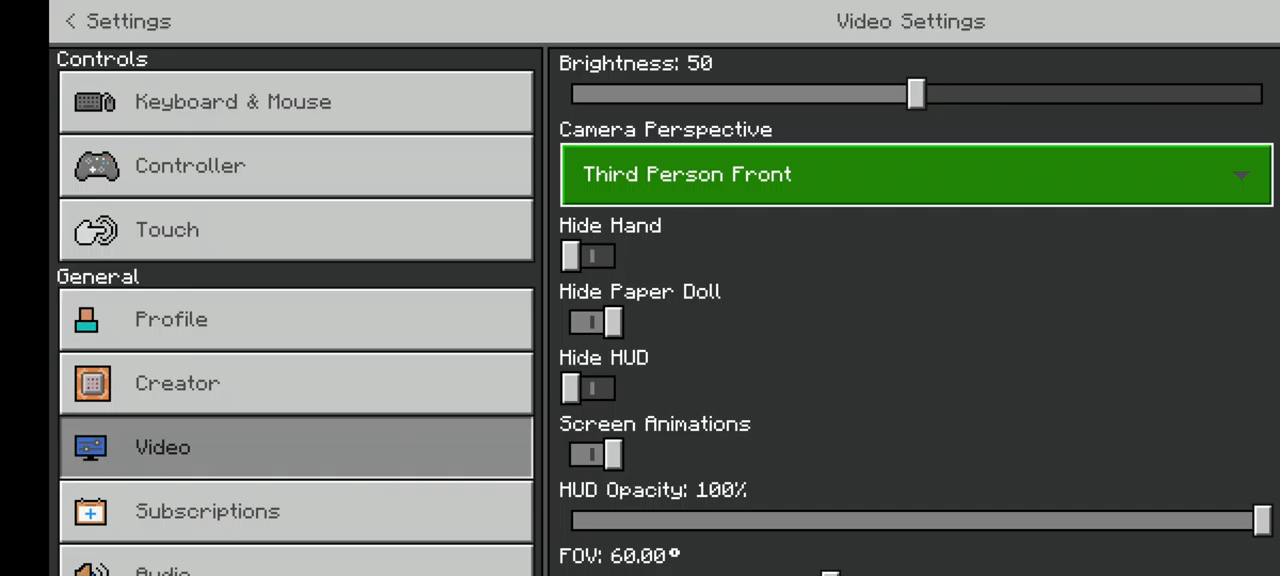 Settings
Video Settings
Controls
Keyboard & Mouse
Controller
Touch
General
Profile
Creator
Video
Subscriptions
Audio
Brightness: 50
Camera Perspective
Third Person Front
Hide Hand
Hide Paper Doll
Hide HUD
Screen Animations
HUD Opacity: 100%
FOV: 60.00°